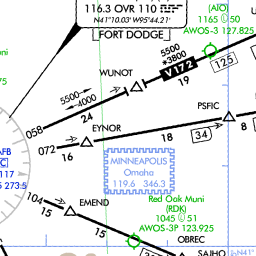 116.3 OVR 110
N41°10.03' W95°44.21'
FORT DODGE
(AIO)
1165 50
AWOS-3 127.825
WUNOT
5500
*3800
V172
19
125
5500
4000
24
058
PSFIC
EYNOR
072
16
18
34
8
MINNEAPOLIS
Omaha
119.6 346.3
AFB
117
273.5
104
15
EMEND
15
Red Oak Muni
(RDK)
1045 51
AWOS-3P 123.925
OBREC
SAJHO
N41°